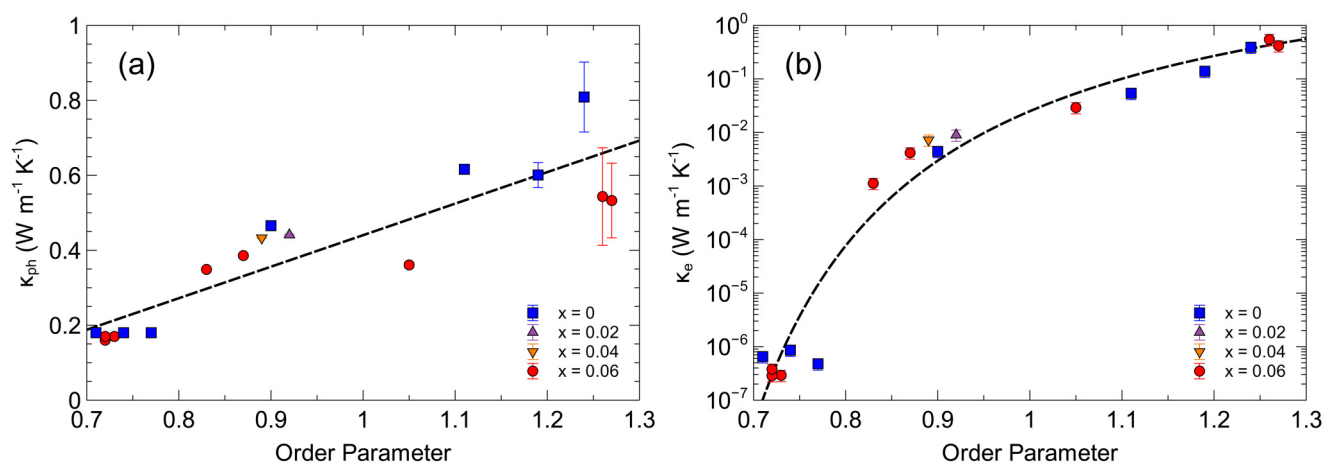 (a)
κph (W m⁻¹ K⁻¹)
1
0.8
0.6
0.4
0.2
0
0.7 0.8 0.9 1 1.1 1.2 1.3
Order Parameter
x = 0
x = 0.02
x = 0.04
x = 0.06
(b)
κe (W m⁻¹ K⁻¹)
10⁰
10⁻¹
10⁻²
10⁻³
10⁻⁴
10⁻⁵
10⁻⁶
10⁻⁷
0.7 0.8 0.9 1 1.1 1.2 1.3
Order Parameter
x = 0
x = 0.02
x = 0.04
x = 0.06